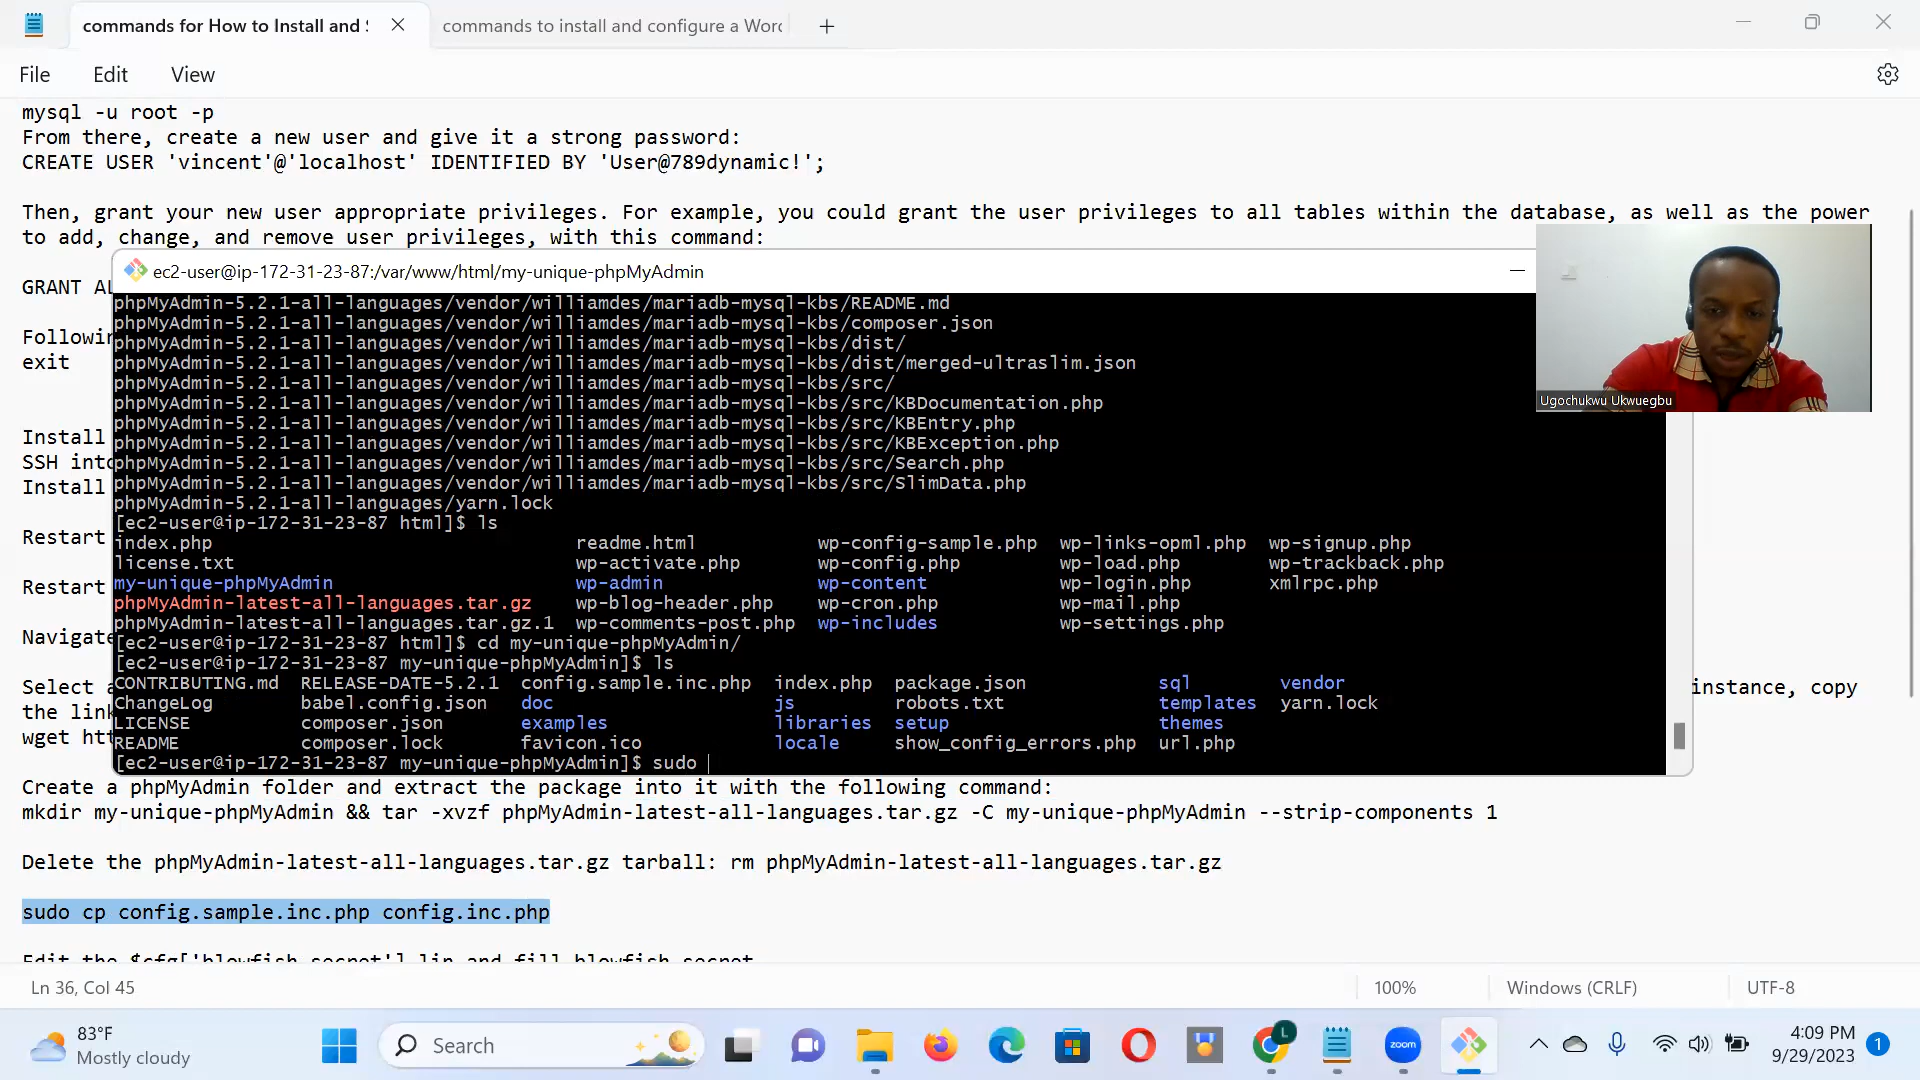 commands for How to Install and S
commands to install and configure a Word
File Edit View
mysql -u root -p
From there, create a new user and give it a strong password:
CREATE USER 'vincent'@'localhost' IDENTIFIED BY 'User@789dynamic!';
Then, grant your new user appropriate privileges. For example, you could grant the user privileges to all tables within the database, as well as the power
to add, change, and remove user privileges, with this command:
GRANT AL
Followin
exit
Install
SSH into
Install
Restart
Restart
Navigate
Select a
instance, copy
the link
wget htt
ec2-user@ip-172-31-23-87:/var/www/html/my-unique-phpMyAdmin
phpMyAdmin-5.2.1-all-languages/vendor/williamdes/mariadb-mysql-kbs/README.md
phpMyAdmin-5.2.1-all-languages/vendor/williamdes/mariadb-mysql-kbs/composer.json
phpMyAdmin-5.2.1-all-languages/vendor/williamdes/mariadb-mysql-kbs/dist/
phpMyAdmin-5.2.1-all-languages/vendor/williamdes/mariadb-mysql-kbs/dist/merged-ultraslim.json
phpMyAdmin-5.2.1-all-languages/vendor/williamdes/mariadb-mysql-kbs/src/
phpMyAdmin-5.2.1-all-languages/vendor/williamdes/mariadb-mysql-kbs/src/KBDocumentation.php
phpMyAdmin-5.2.1-all-languages/vendor/williamdes/mariadb-mysql-kbs/src/KBEntry.php
phpMyAdmin-5.2.1-all-languages/vendor/williamdes/mariadb-mysql-kbs/src/KBException.php
phpMyAdmin-5.2.1-all-languages/vendor/williamdes/mariadb-mysql-kbs/src/Search.php
phpMyAdmin-5.2.1-all-languages/vendor/williamdes/mariadb-mysql-kbs/src/SlimData.php
phpMyAdmin-5.2.1-all-languages/yarn.lock
[ec2-user@ip-172-31-23-87 html]$ ls
index.php readme.html wp-config-sample.php wp-links-opml.php wp-signup.php
license.txt wp-activate.php wp-config.php wp-load.php wp-trackback.php
my-unique-phpMyAdmin wp-admin wp-content wp-login.php xmlrpc.php
phpMyAdmin-latest-all-languages.tar.gz wp-blog-header.php wp-cron.php wp-mail.php
phpMyAdmin-latest-all-languages.tar.gz.1 wp-comments-post.php wp-includes wp-settings.php
[ec2-user@ip-172-31-23-87 html]$ cd my-unique-phpMyAdmin/
[ec2-user@ip-172-31-23-87 my-unique-phpMyAdmin]$ ls
CONTRIBUTING.md RELEASE-DATE-5.2.1 config.sample.inc.php index.php package.json sql vendor
ChangeLog babel.config.json doc js robots.txt templates yarn.lock
LICENSE composer.json examples libraries setup themes
README composer.lock favicon.ico locale show_config_errors.php url.php
[ec2-user@ip-172-31-23-87 my-unique-phpMyAdmin]$ sudo
Ugochukwu Ukwuegbu
Create a phpMyAdmin folder and extract the package into it with the following command:
mkdir my-unique-phpMyAdmin && tar -xvzf phpMyAdmin-latest-all-languages.tar.gz -C my-unique-phpMyAdmin --strip-components 1
Delete the phpMyAdmin-latest-all-languages.tar.gz tarball: rm phpMyAdmin-latest-all-languages.tar.gz
sudo cp config.sample.inc.php config.inc.php
Edit the $cfg['blowfish_secret'] lin and fill blowfish secret
Ln 36, Col 45
100%
Windows (CRLF)
UTF-8
83°F
Mostly cloudy
Search
L
zoom
4:09 PM
9/29/2023
1